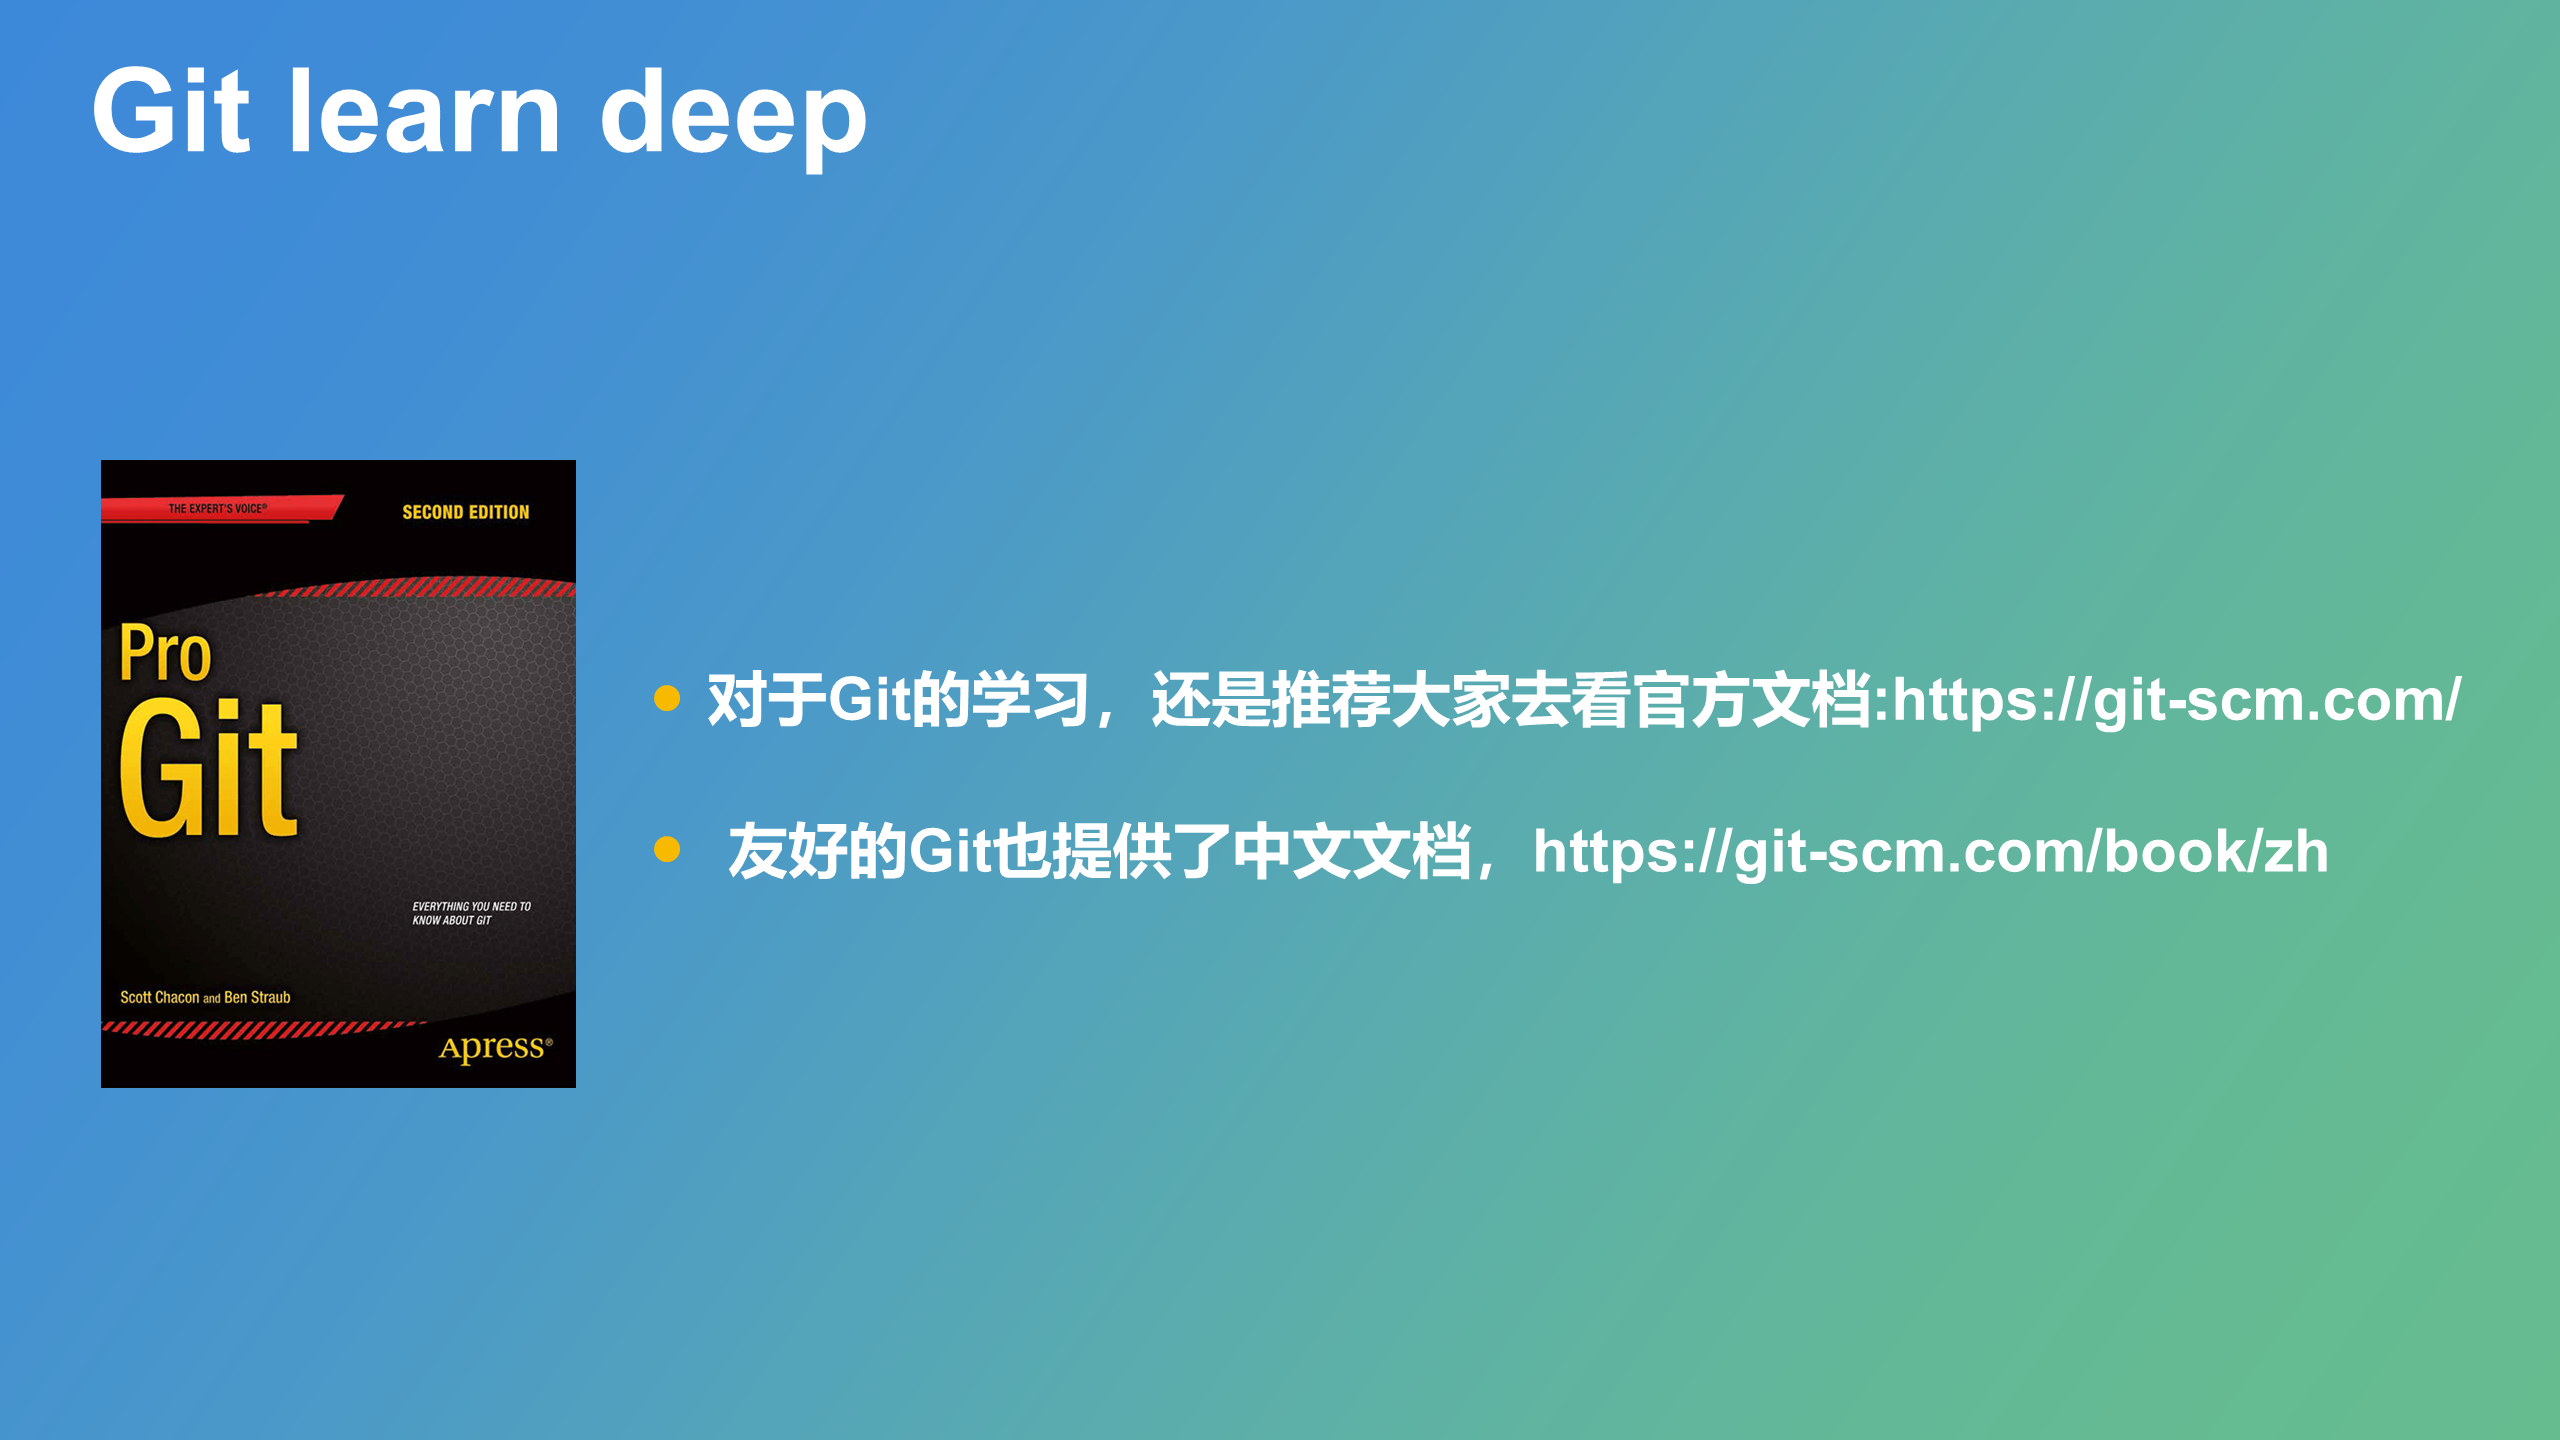 Git learn deep
THE EXPERT'S VOICE®
SECOND EDITION
Pro
Git
EVERYTHING YOU NEED TO
KNOW ABOUT GIT
Scott Chacon and Ben Straub
Apress®
对于Git的学习，还是推荐大家去看官方文档:https://git-scm.com/
友好的Git也提供了中文文档，https://git-scm.com/book/zh